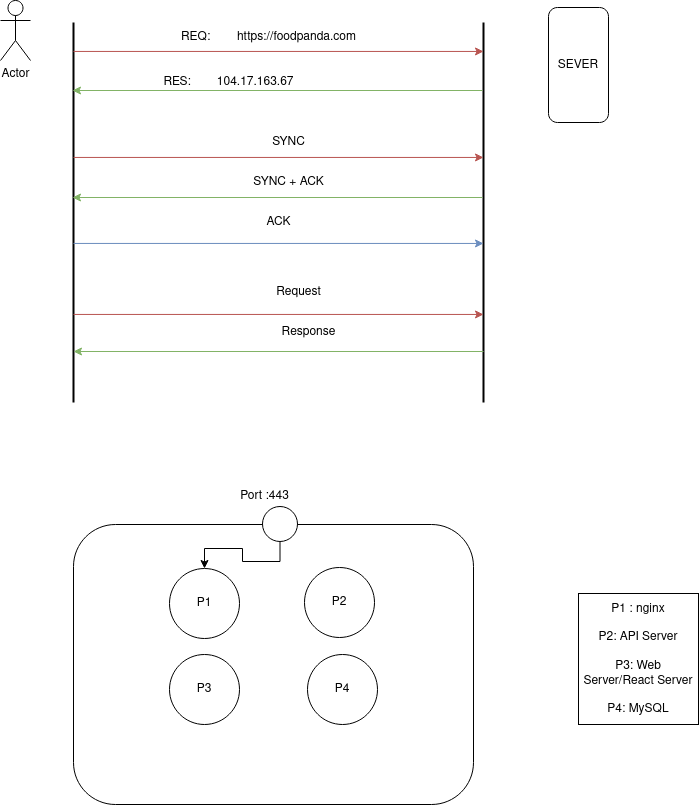 REQ: https://foodpanda.com
SEVER
Actor
RES: 104.17.163.67
SYNC
SYNC + ACK
ACK
Request
Response
Port :443
P1
P2
P3
P4
P1 : nginx
P2: API Server
P3: Web
Server/React Server
P4: MySQL